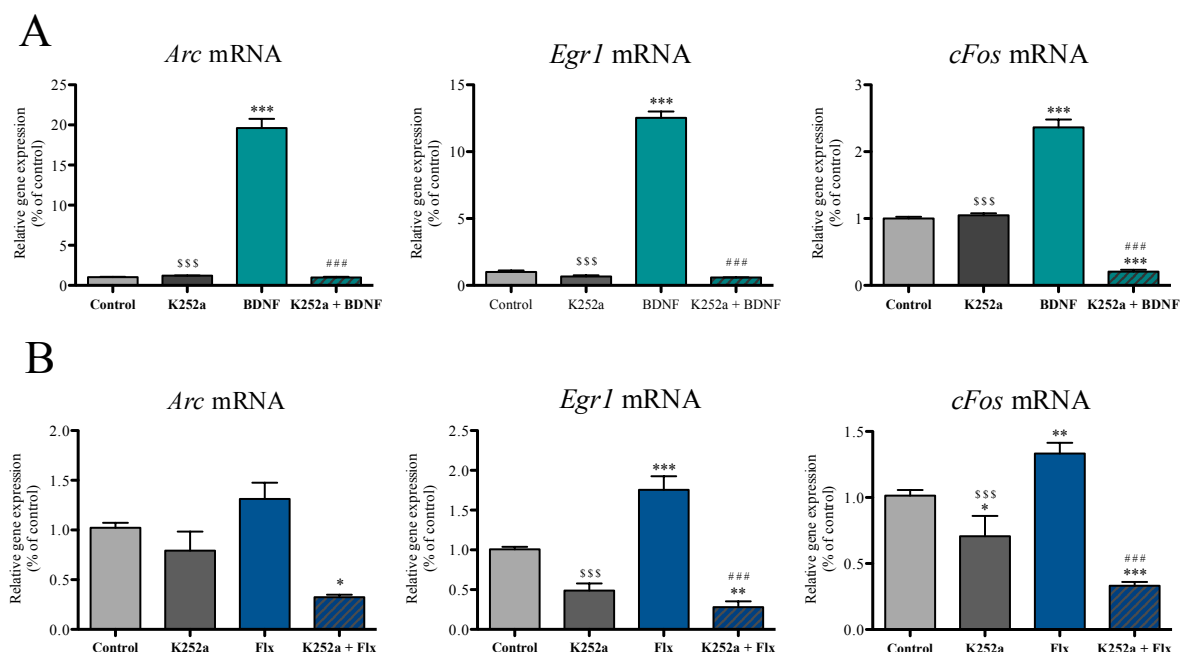 A
Arc mRNA
Relative gene expression
(% of control)
25
20
15
10
5
0
$$$
***
###
Control K252a BDNF K252a + BDNF
Egr1 mRNA
Relative gene expression
(% of control)
15
10
5
0
$$$
***
###
Control K252a BDNF K252a + BDNF
cFos mRNA
Relative gene expression
(% of control)
3
2
1
0
$$$
***
###
***
Control K252a BDNF K252a + BDNF
B
Arc mRNA
Relative gene expression
(% of control)
2.0
1.5
1.0
0.5
0.0
*
Control K252a Flx K252a + Flx
Egr1 mRNA
Relative gene expression
(% of control)
2.5
2.0
1.5
1.0
0.5
0.0
$$$
***
###
**
Control K252a Flx K252a + Flx
cFos mRNA
Relative gene expression
(% of control)
1.5
1.0
0.5
0.0
$$$
*
**
###
***
Control K252a Flx K252a + Flx